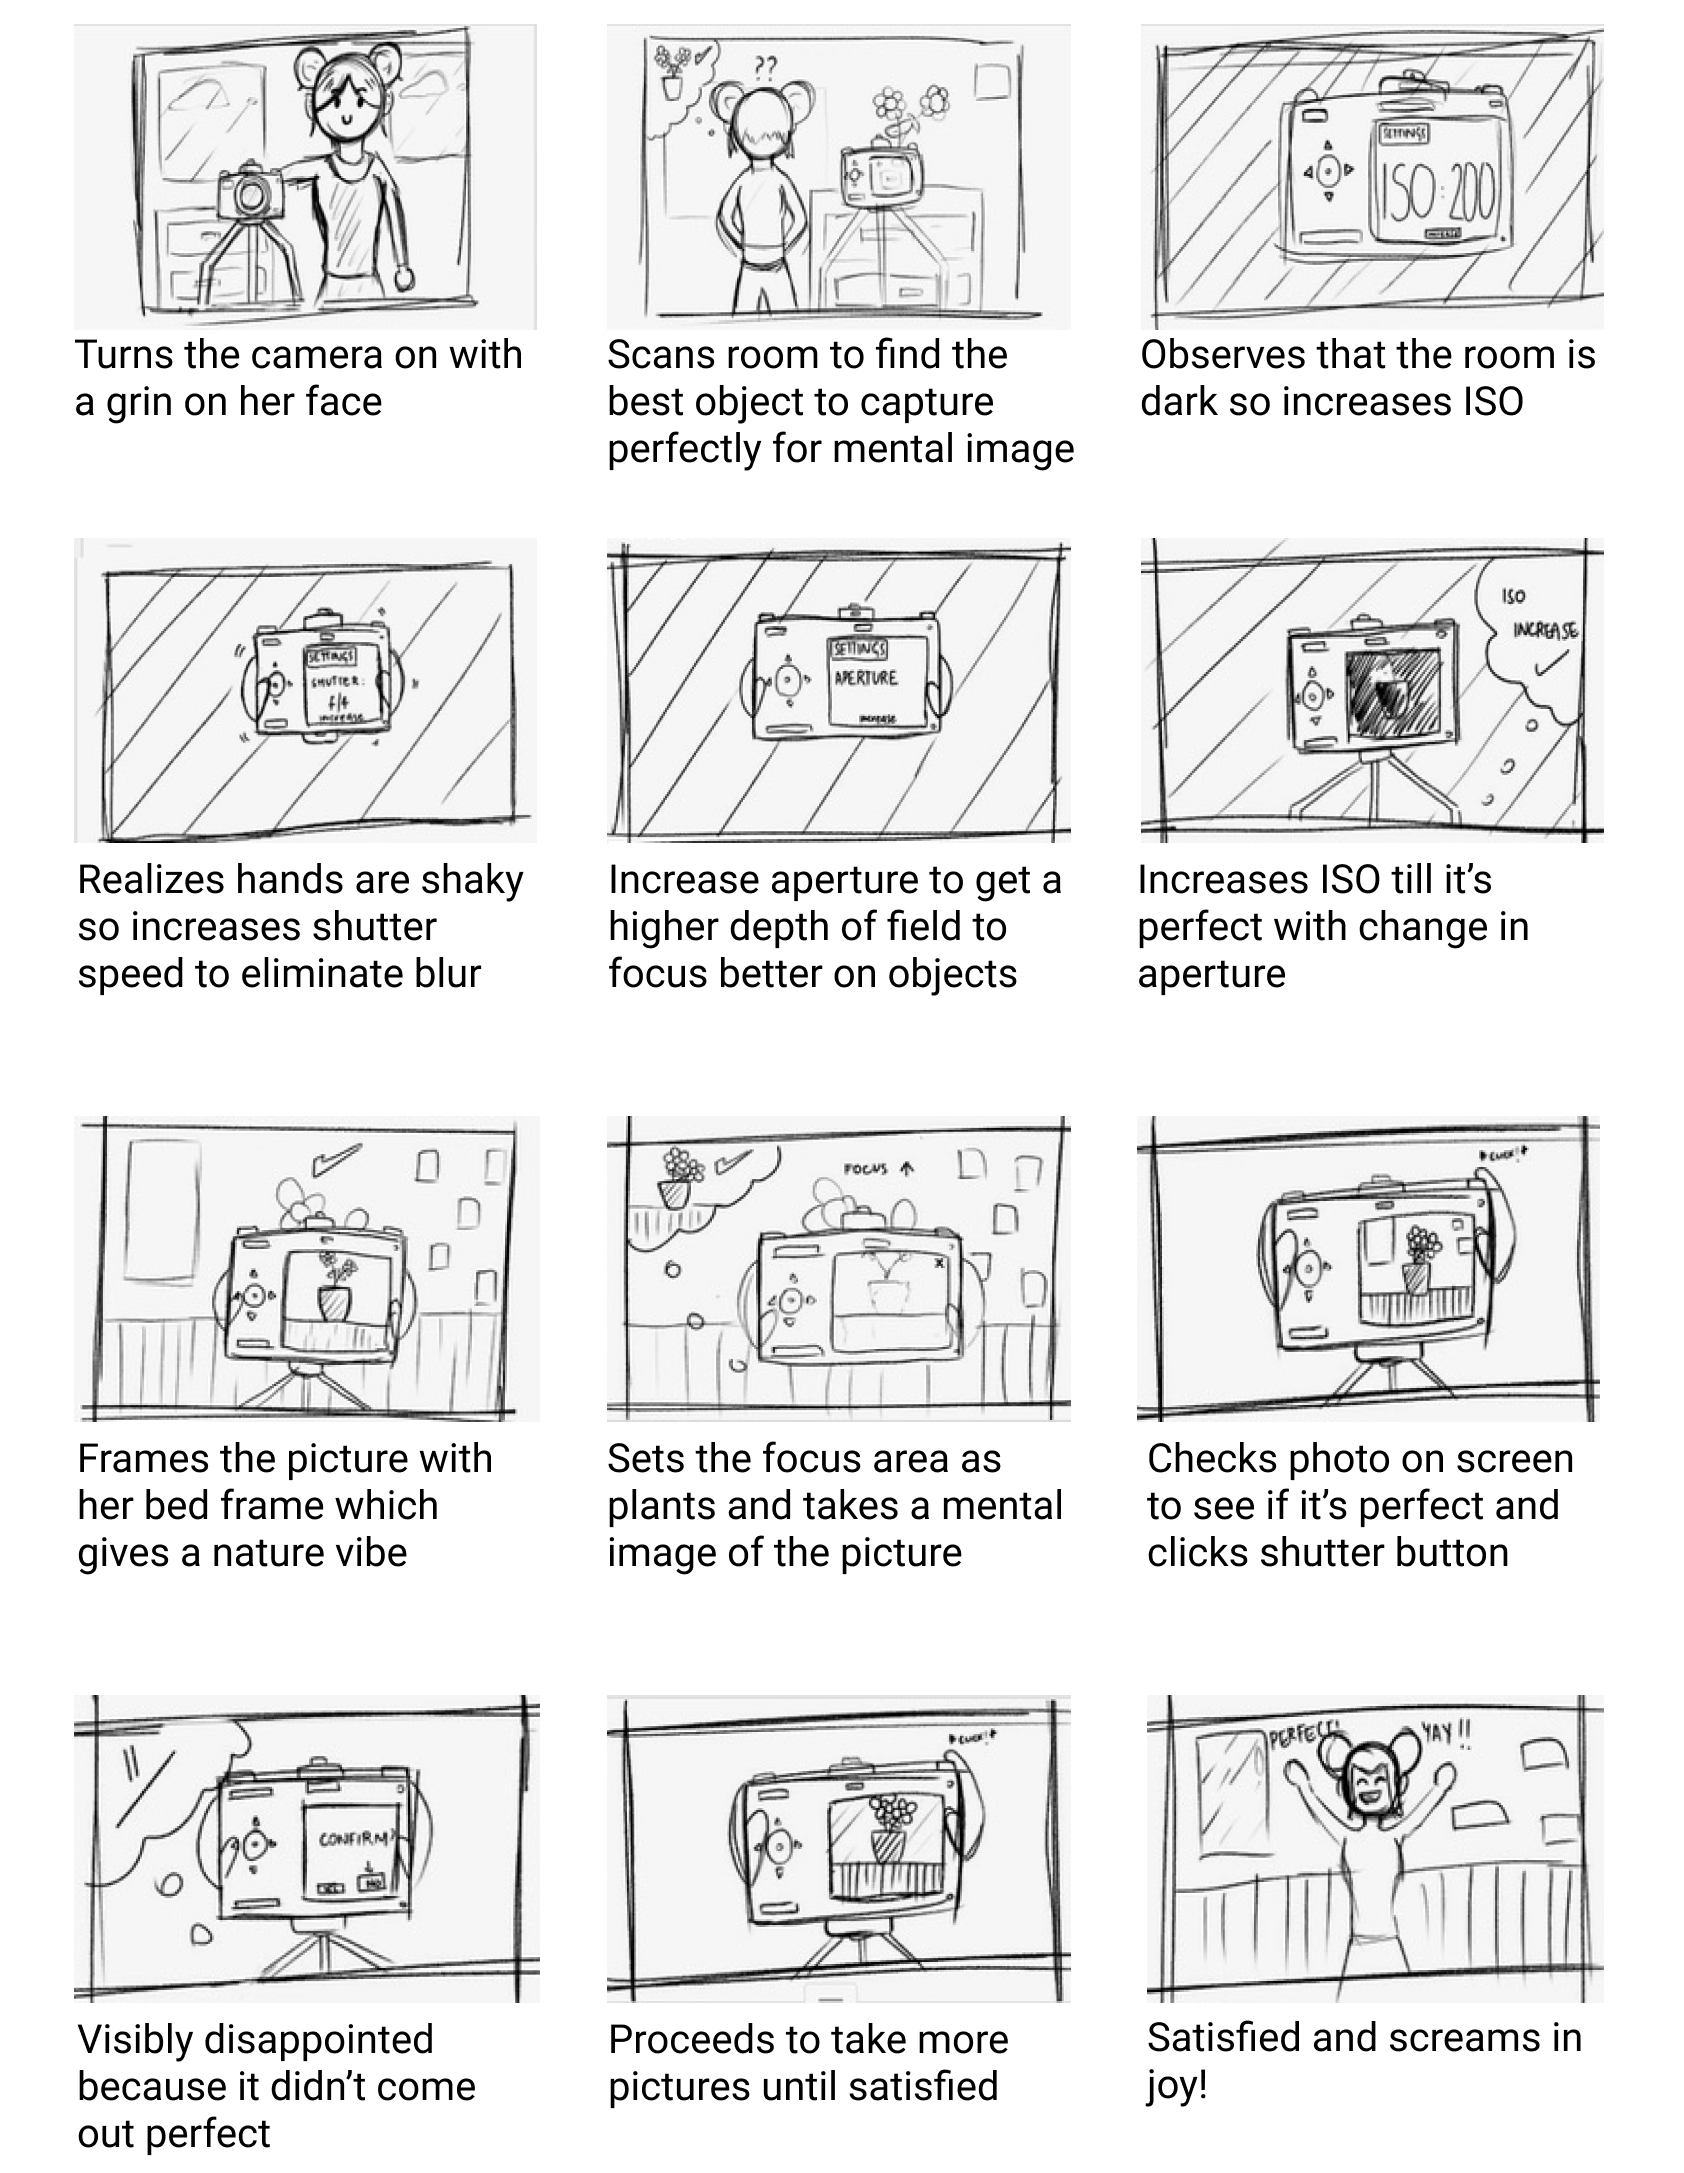 ??
SETTINGS
ISO:200
increase
Turns the camera on with
a grin on her face
Scans room to find the
best object to capture
perfectly for mental image
Observes that the room is
dark so increases ISO
SETTINGS
SHUTTER:
f/4
increase
SETTINGS
APERTURE
increase
ISO
INCREASE
Realizes hands are shaky
so increases shutter
speed to eliminate blur
Increase aperture to get a
higher depth of field to
focus better on objects
Increases ISO till it’s
perfect with change in
aperture
FOCUS ↑
CLICK!
Frames the picture with
her bed frame which
gives a nature vibe
Sets the focus area as
plants and takes a mental
image of the picture
Checks photo on screen
to see if it’s perfect and
clicks shutter button
CONFIRM?
NO
CLICK!
PERFECT! YAY!!
Visibly disappointed
because it didn’t come
out perfect
Proceeds to take more
pictures until satisfied
Satisfied and screams in
joy!